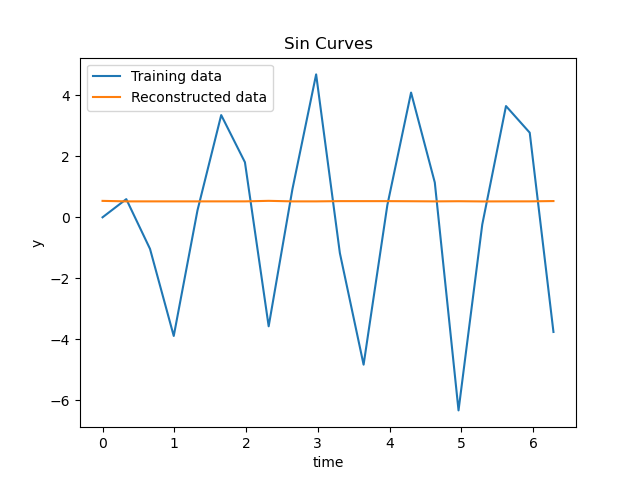 Sin Curves
Training data
Reconstructed data
4
2
0
−2
−4
−6
y
0 1 2 3 4 5 6
time